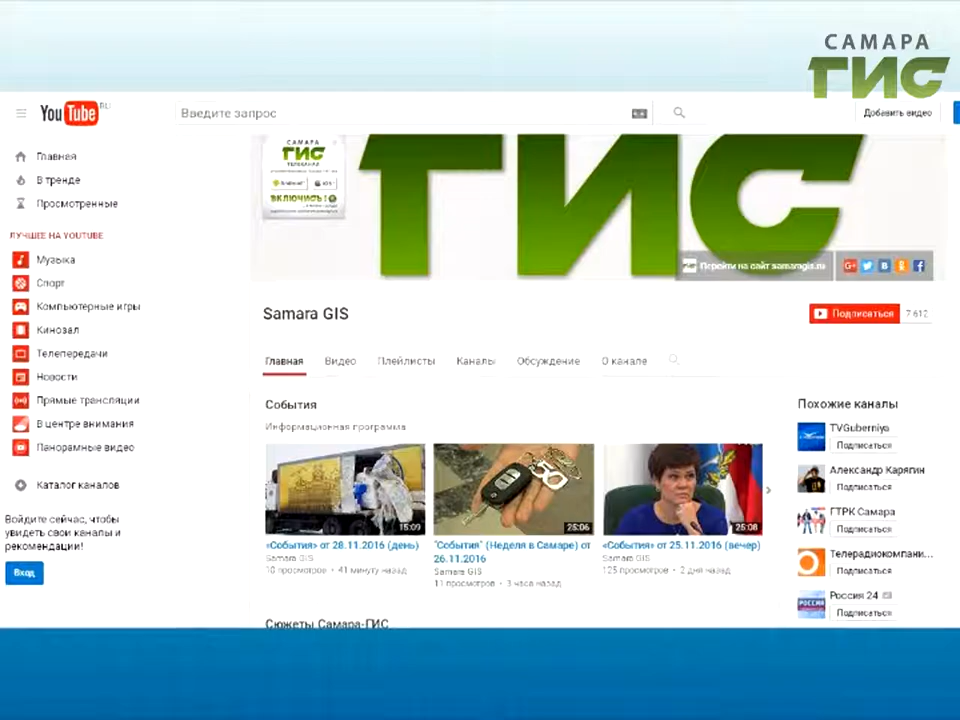 САМАРА
ГИС
YouTube RU
Введите запрос
Добавить видео
Главная
В тренде
Просмотренные
ЛУЧШЕЕ НА YOUTUBE
Музыка
Спорт
Компьютерные игры
Кинозал
Телепередачи
Новости
Прямые трансляции
В центре внимания
Панорамные видео
Каталог каналов
Войдите сейчас, чтобы
увидеть свои каналы и
рекомендации!
Вход
САМАРА
ГИС
ТЕЛЕКАНАЛ
ВКЛЮЧИСЬ!
ГИС
Перейти на сайт samaragis.ru
Samara GIS
Подписаться 7 612
Главная Видео Плейлисты Каналы Обсуждение О канале
События
Информационная программа
15:09
25:06
25:08
«События» от 28.11.2016 (день)
Samara GIS
10 просмотров • 41 минуту назад
"События" (Неделя в Самаре) от
26.11.2016
Samara GIS
11 просмотров • 3 часа назад
«События» от 25.11.2016 (вечер)
Samara GIS
125 просмотров • 2 дня назад
Сюжеты Самара-ГИС
Похожие каналы
TVGuberniya
Подписаться
Александр Карягин
Подписаться
ГТРК Самара
Подписаться
Телерадиокомпани...
Подписаться
РОССИЯ
Россия 24
Подписаться